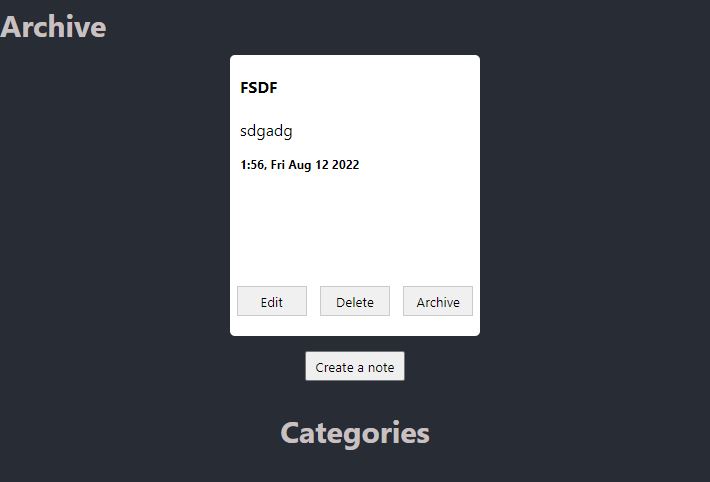 Archive
FSDF
sdgadg
1:56, Fri Aug 12 2022
Edit Delete Archive
Create a note
Categories